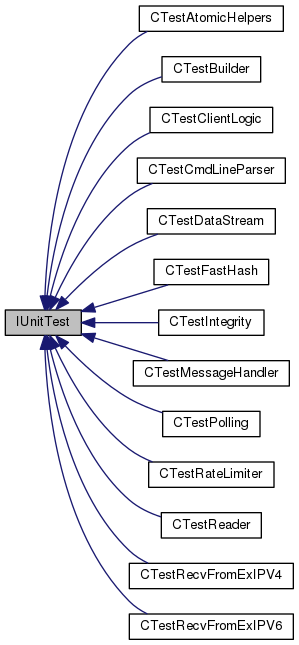 CTestAtomicHelpers
CTestBuilder
CTestClientLogic
CTestCmdLineParser
CTestDataStream
CTestFastHash
IUnitTest
CTestIntegrity
CTestMessageHandler
CTestPolling
CTestRateLimiter
CTestReader
CTestRecvFromExIPV4
CTestRecvFromExIPV6